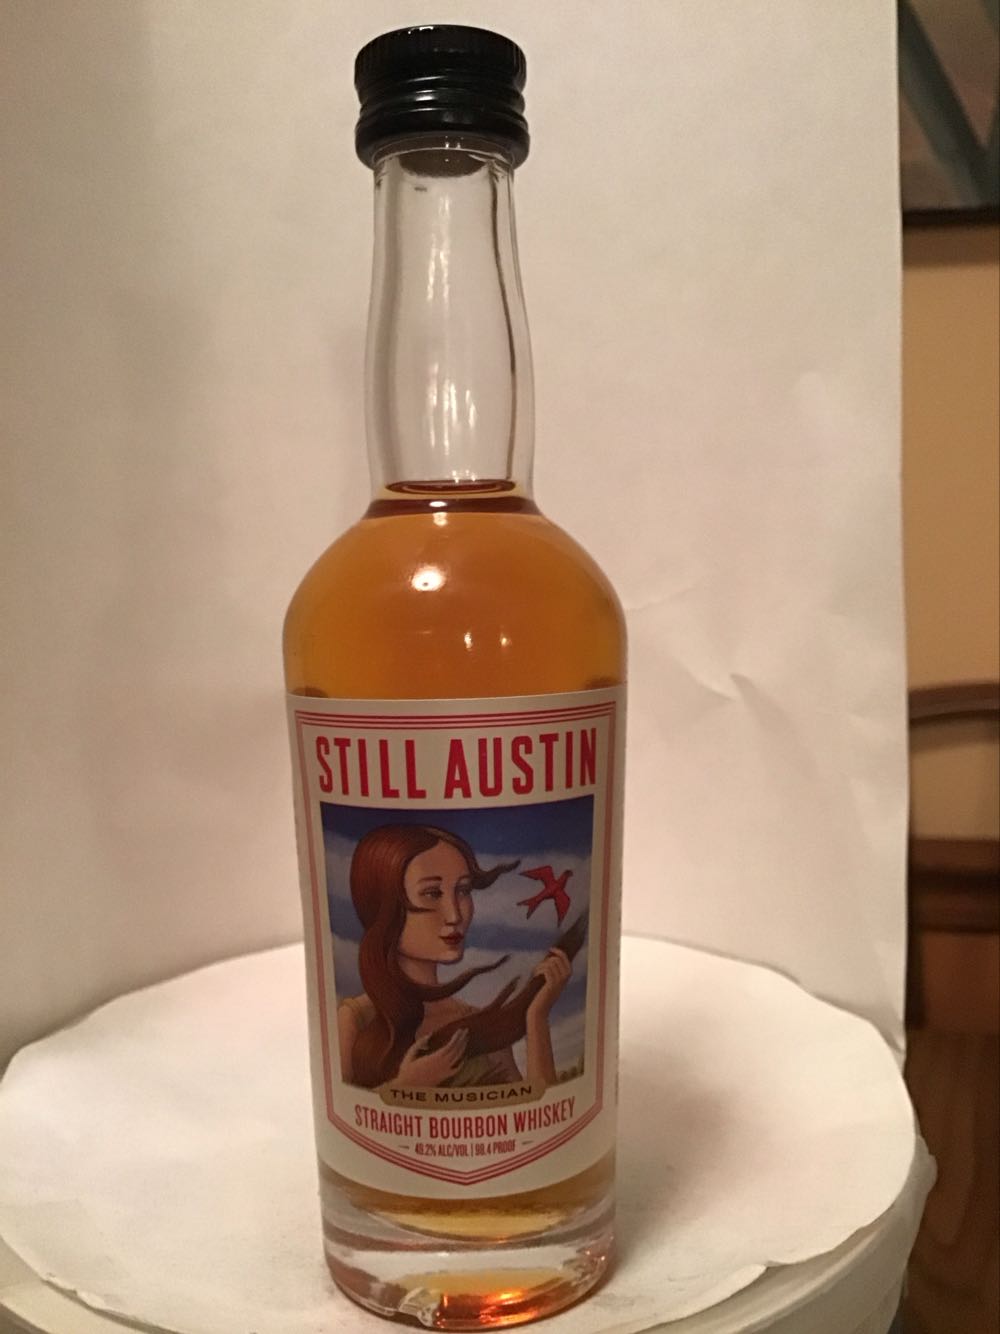 STILL AUSTIN
THE MUSICIAN
STRAIGHT BOURBON WHISKEY
49.2% ALC/VOL | 98.4 PROOF